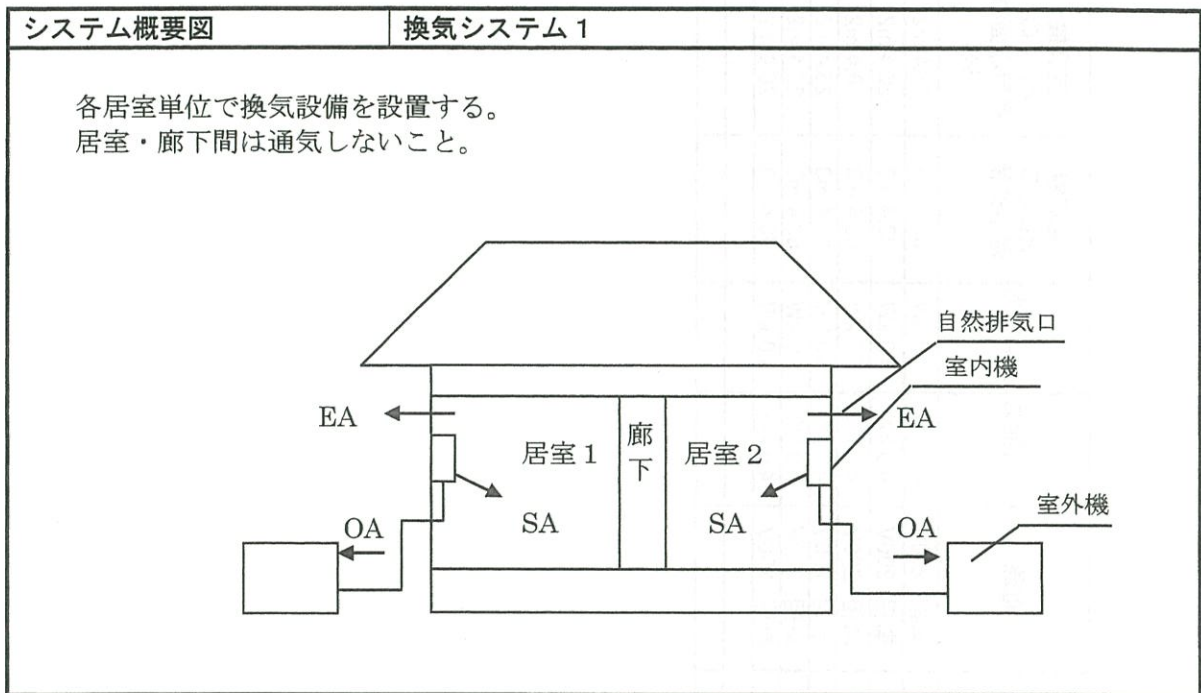 システム概要図
換気システム１
各居室単位で換気設備を設置する。
居室・廊下間は通気しないこと。
自然排気口
室内機
EA
EA
居室１
廊下
居室２
SA
SA
室外機
OA
OA